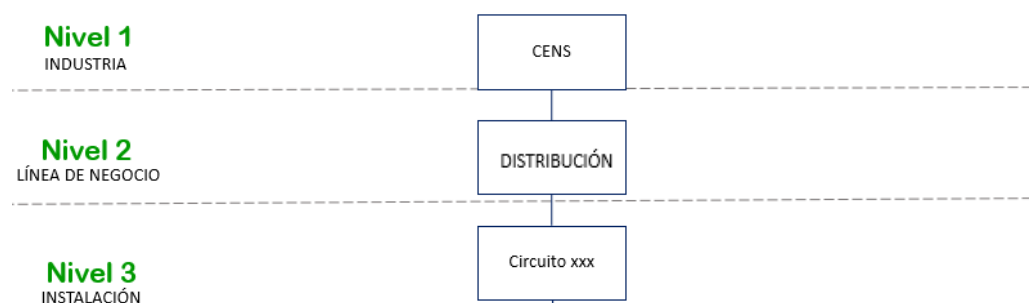 Nivel 1
INDUSTRIA
CENS
Nivel 2
LÍNEA DE NEGOCIO
DISTRIBUCIÓN
Nivel 3
INSTALACIÓN
Circuito xxx